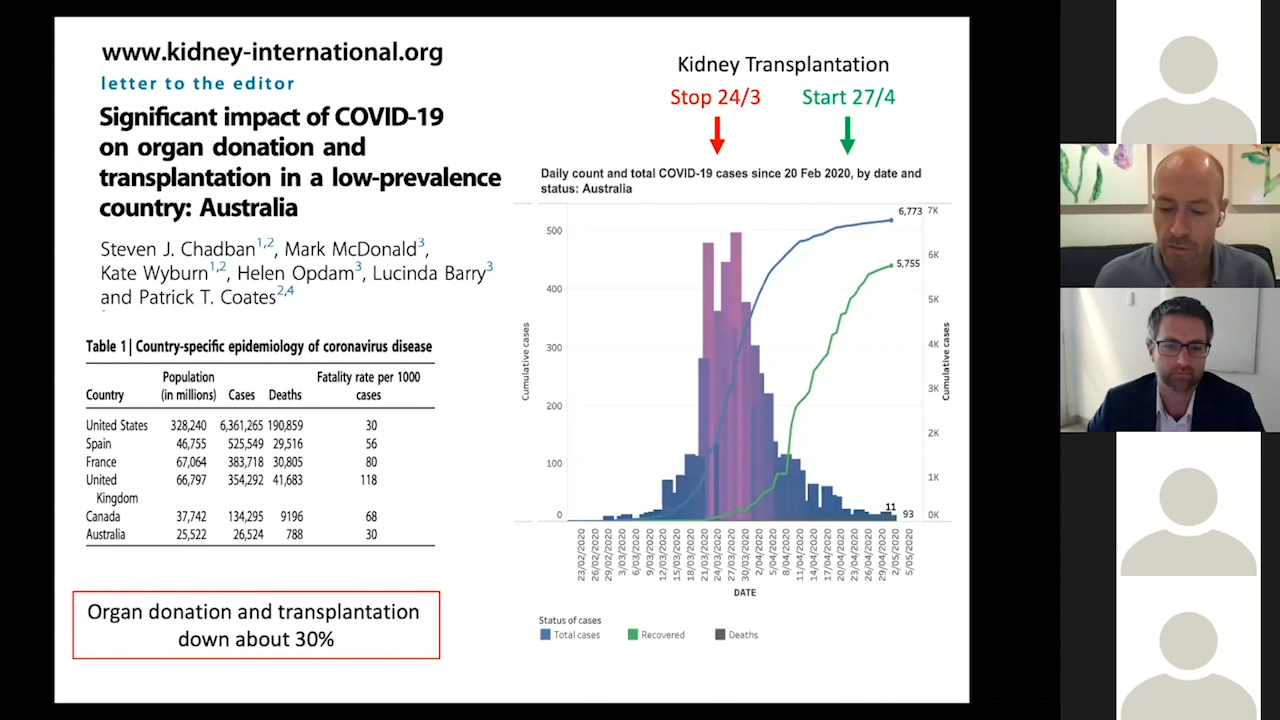 www.kidney-international.org
letter to the editor
Significant impact of COVID-19
on organ donation and
transplantation in a low-prevalence
country: Australia
Steven J. Chadban1,2, Mark McDonald3,
Kate Wyburn1,2, Helen Opdam3, Lucinda Barry3
and Patrick T. Coates2,4
Table 1| Country-specific epidemiology of coronavirus disease
Country Population (in millions) Cases Deaths Fatality rate per 1000 cases
United States 328,240 6,361,265 190,859 30
Spain 46,755 525,549 29,516 56
France 67,064 383,718 30,805 80
United Kingdom 66,797 354,292 41,683 118
Canada 37,742 134,295 9196 68
Australia 25,522 26,524 788 30
Organ donation and transplantation
down about 30%
Kidney Transplantation
Stop 24/3 Start 27/4
Daily count and total COVID-19 cases since 20 Feb 2020, by date and
status: Australia
Cumulative cases
500
400
300
200
100
0
6,773
5,755
11
93
7K
6K
5K
4K
3K
2K
1K
0K
Cumulative cases
23/02/2020
26/02/2020
29/02/2020
3/03/2020
6/03/2020
9/03/2020
12/03/2020
15/03/2020
18/03/2020
21/03/2020
24/03/2020
27/03/2020
30/03/2020
2/04/2020
5/04/2020
8/04/2020
11/04/2020
14/04/2020
17/04/2020
20/04/2020
23/04/2020
26/04/2020
29/04/2020
2/05/2020
5/05/2020
DATE
Status of cases
Total cases Recovered Deaths